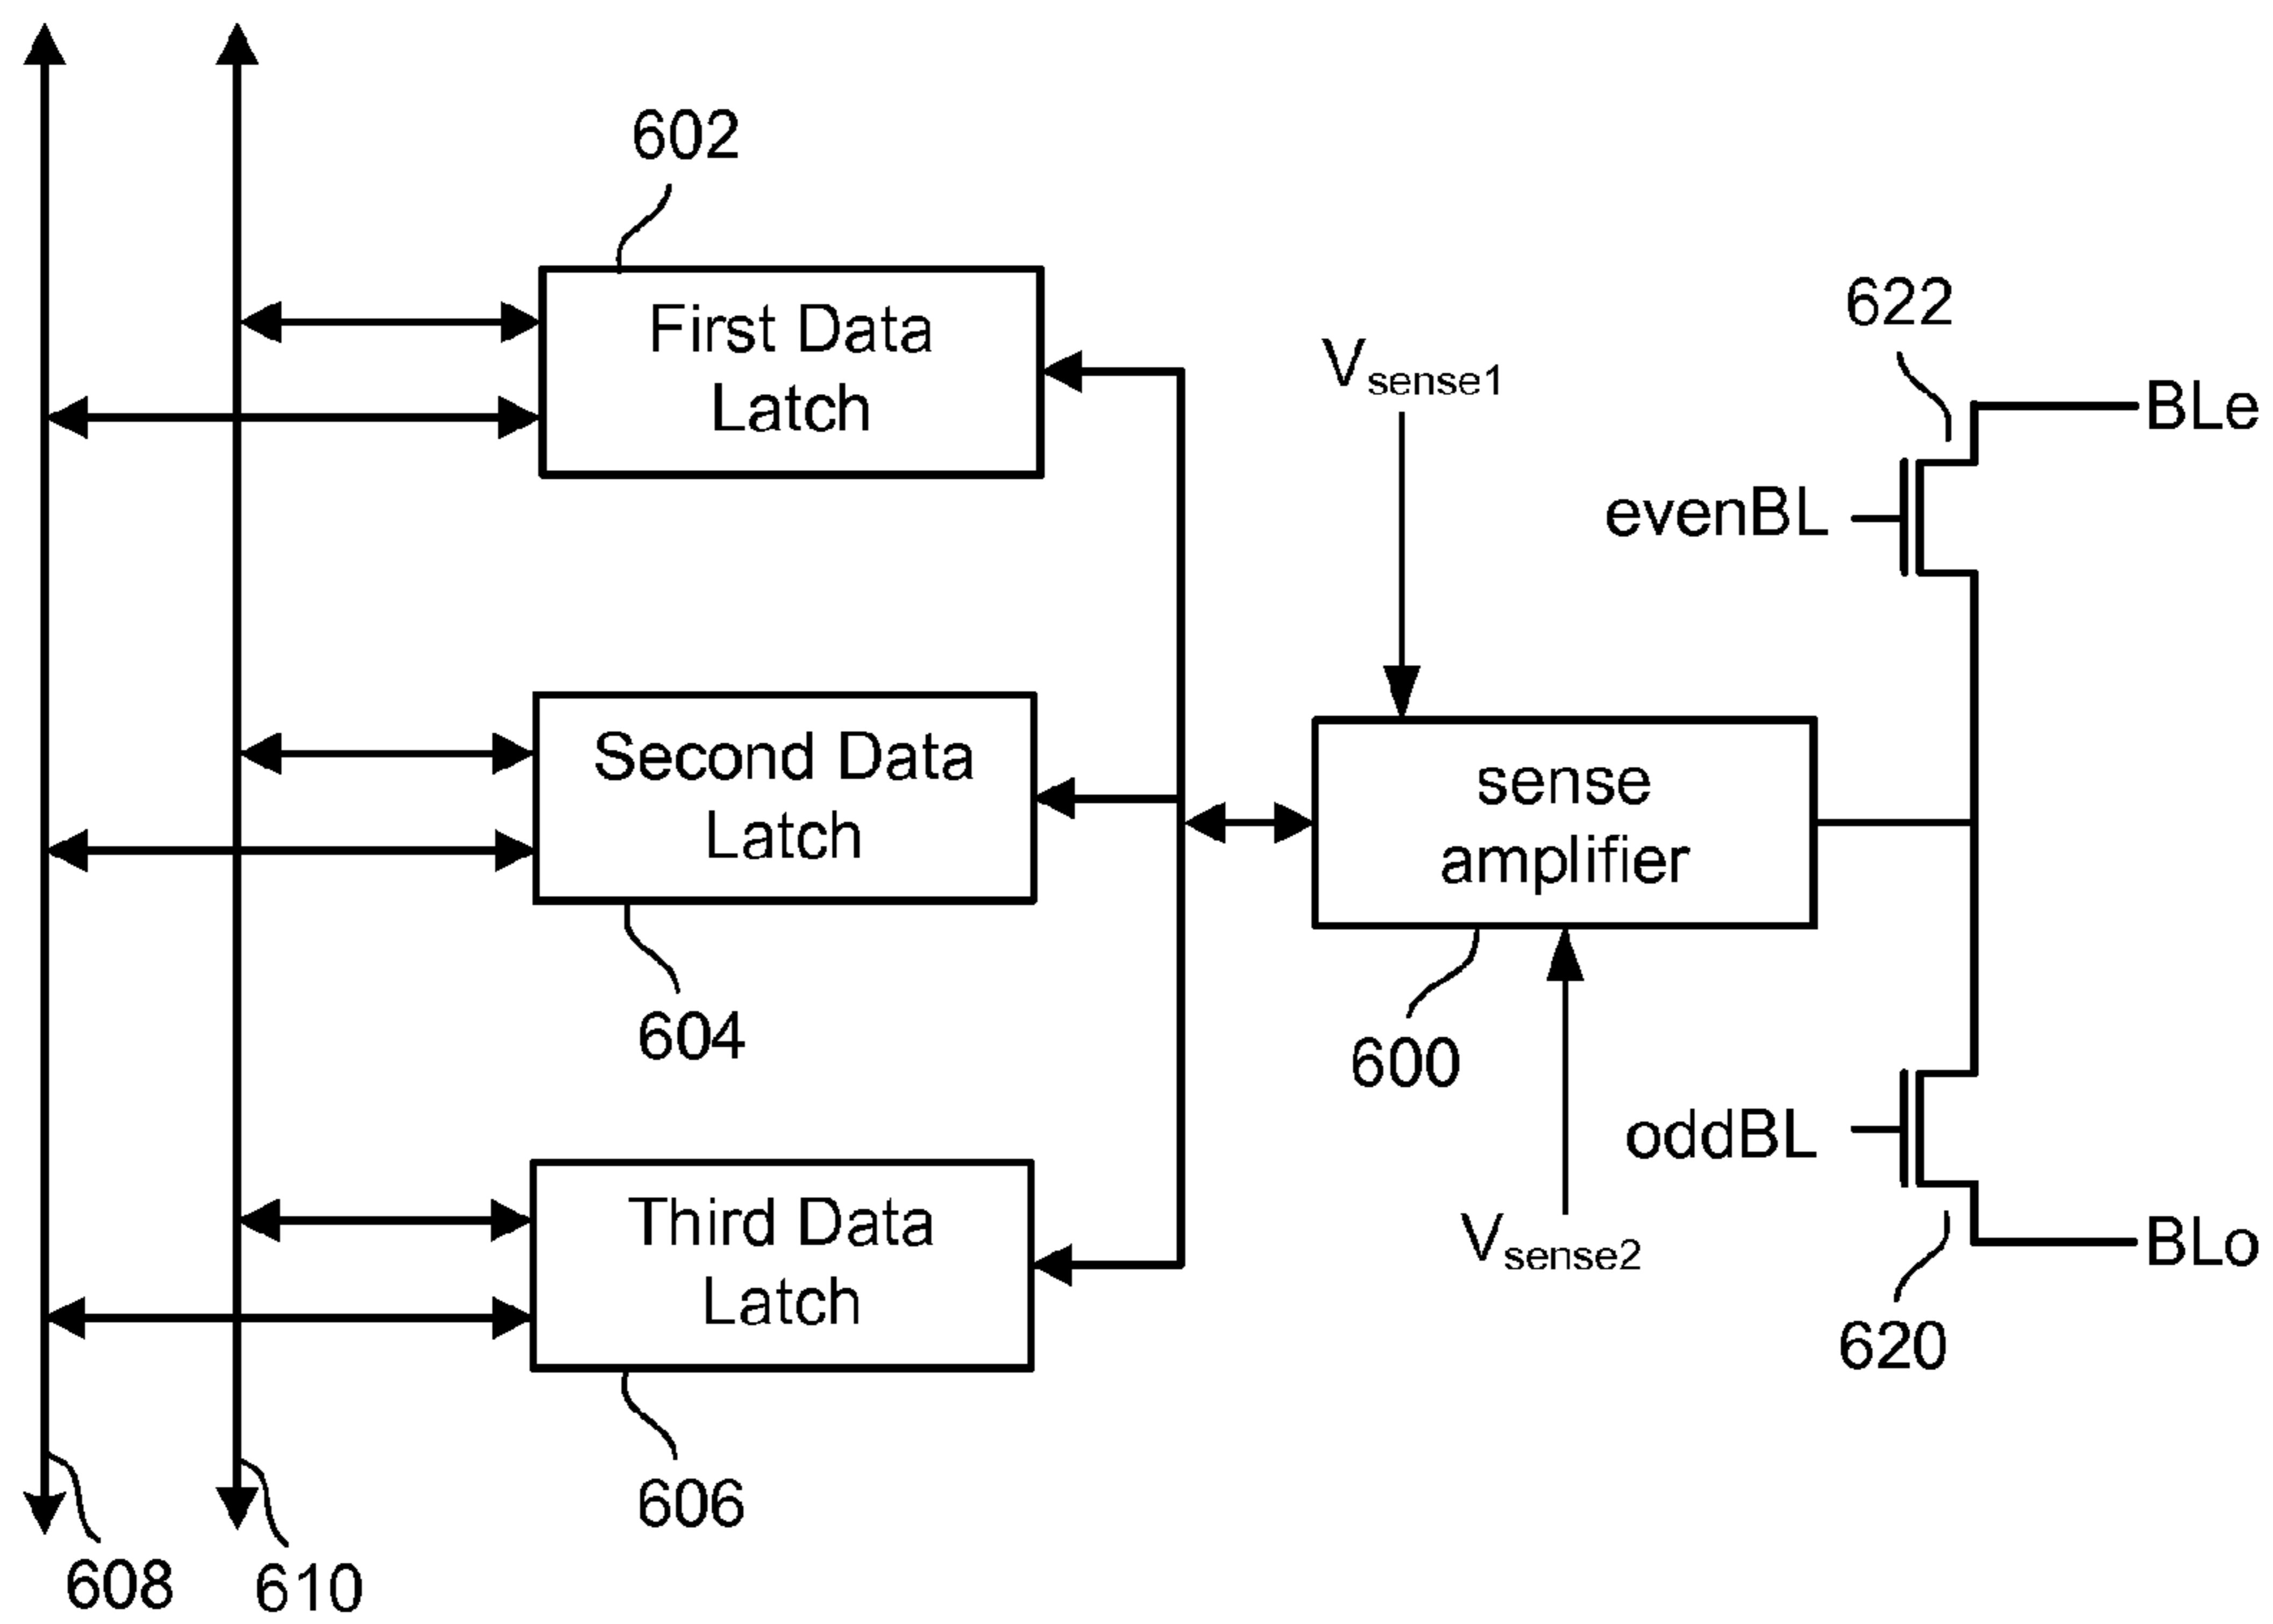 602
First Data
Latch
622
Vsense1
BLe
evenBL
Second Data
Latch
sense
amplifier
604
600
oddBL
Vsense2
BLo
Third Data
Latch
620
606
608
610